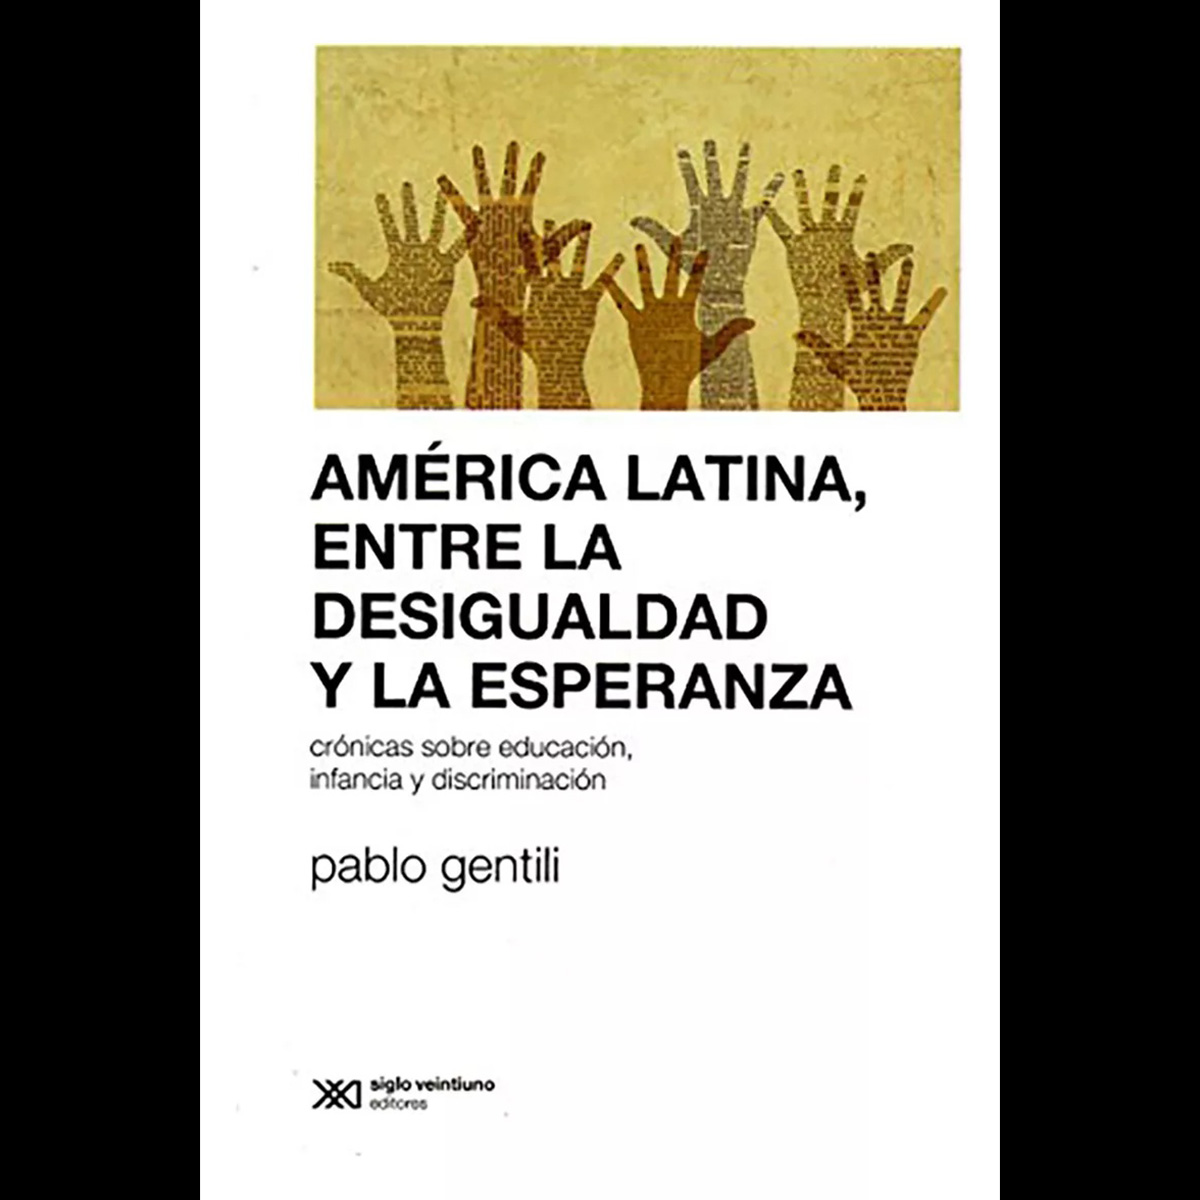 AMÉRICA LATINA,
ENTRE LA
DESIGUALDAD
Y LA ESPERANZA
crónicas sobre educación,
infancia y discriminación
pablo gentili
siglo veintiuno
editores